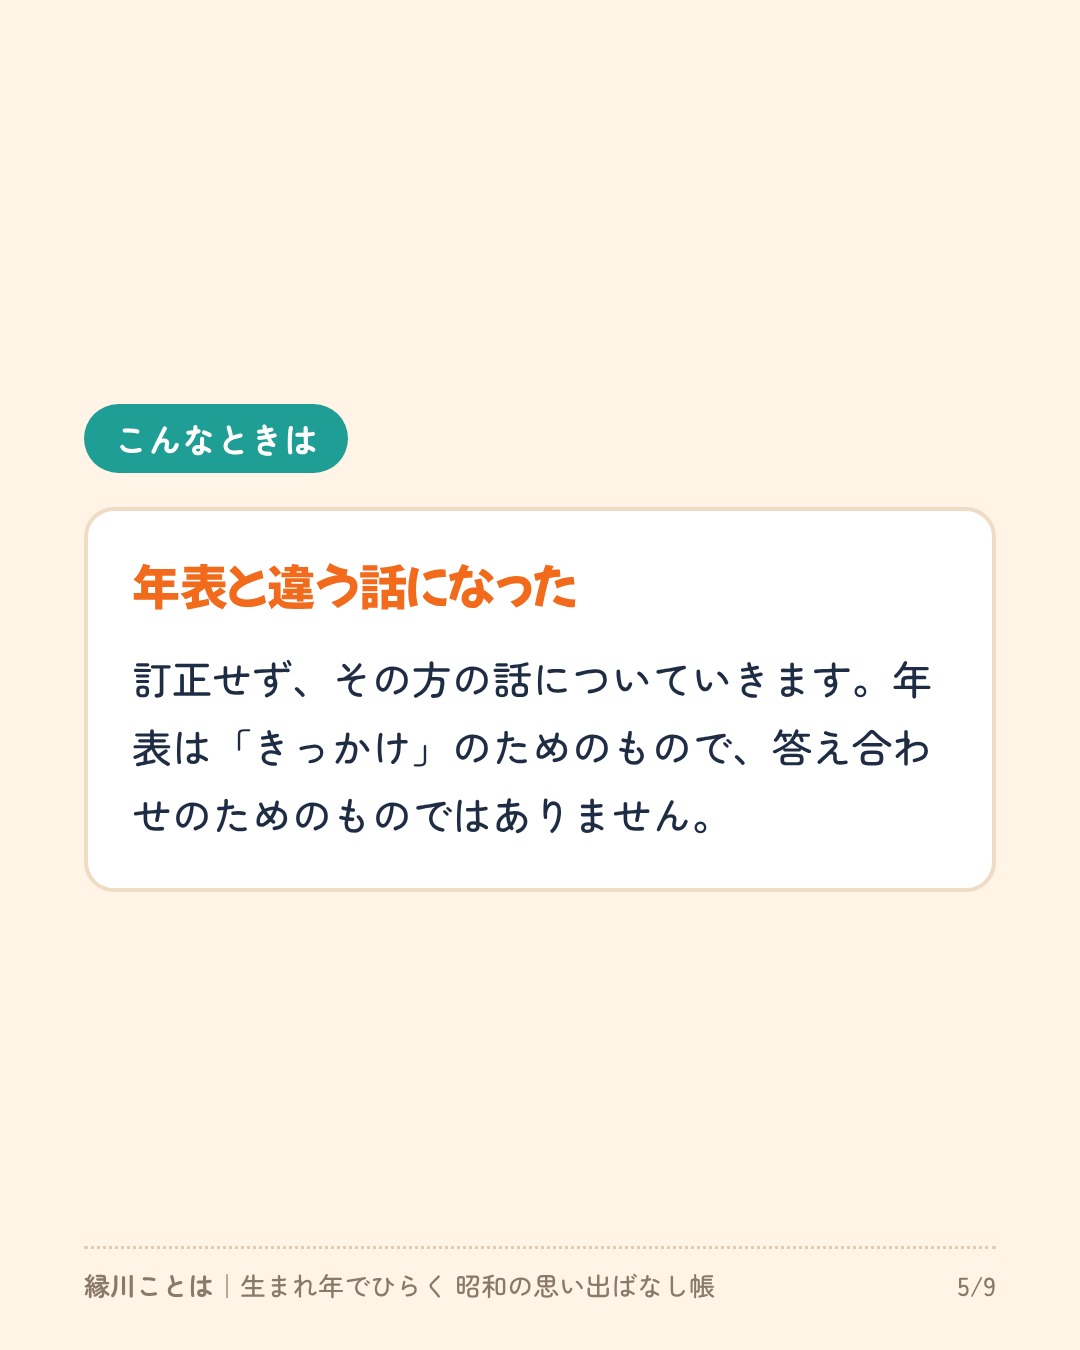 こんなときは
年表と違う話になった
訂正せず、その方の話についていきます。年
表は「きっかけ」のためのもので、答え合わ
せのためのものではありません。
縁川ことは｜生まれ年でひらく 昭和の思い出ばなし帳 5/9